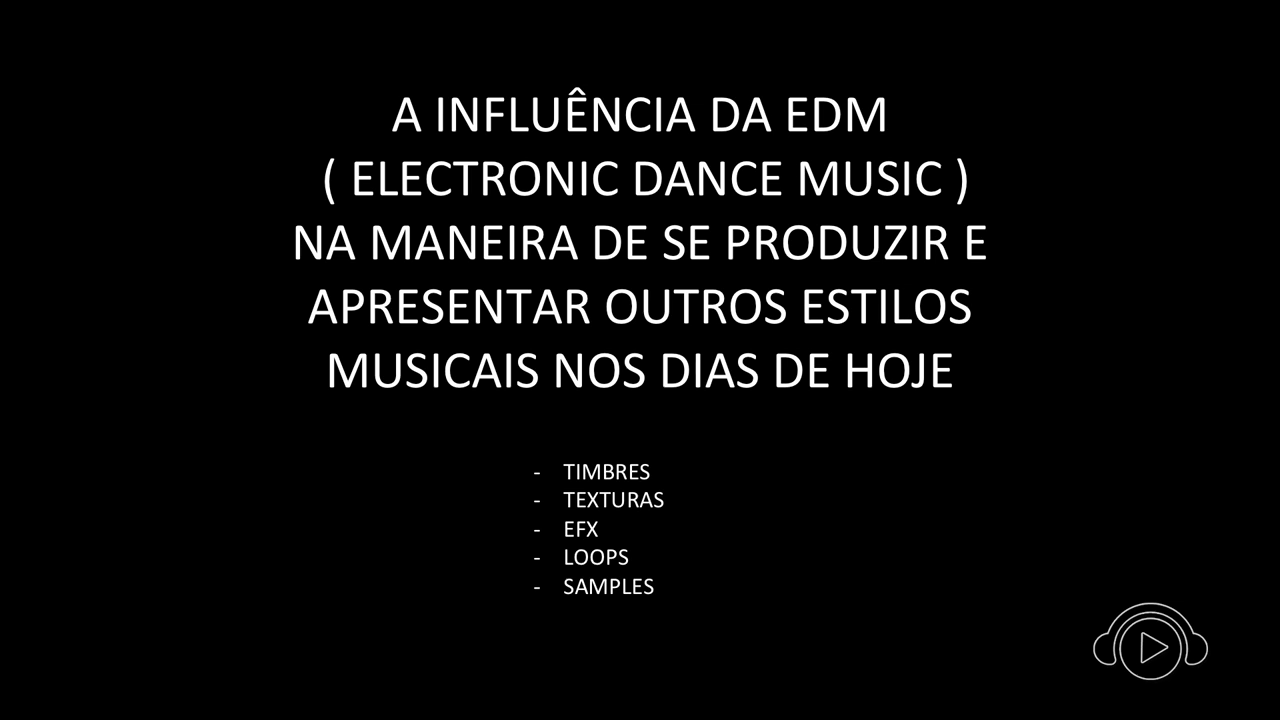 A INFLUÊNCIA DA EDM
( ELECTRONIC DANCE MUSIC )
NA MANEIRA DE SE PRODUZIR E
APRESENTAR OUTROS ESTILOS
MUSICAIS NOS DIAS DE HOJE
- TIMBRES
- TEXTURAS
- EFX
- LOOPS
- SAMPLES